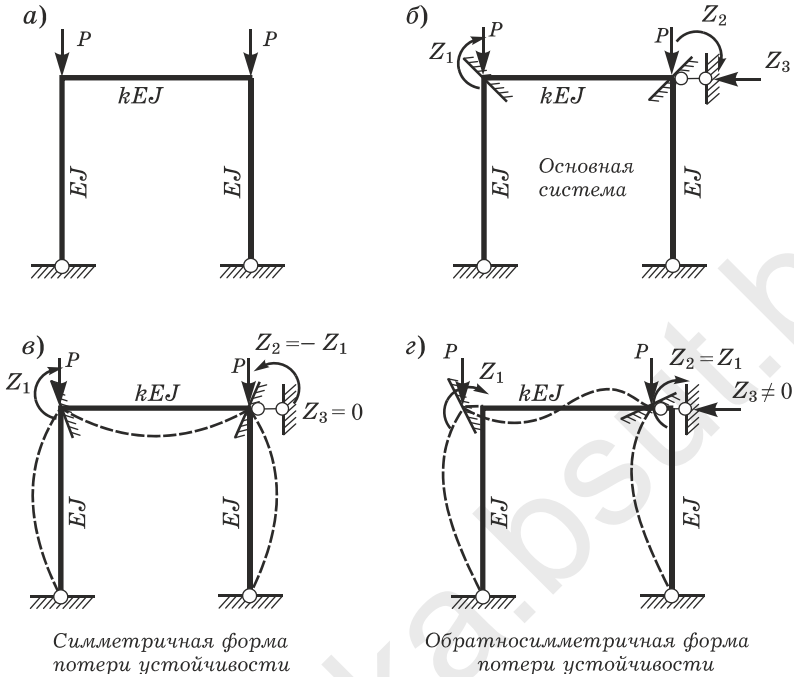 а)
P
P
kEJ
EJ
EJ
б)
Z1
P
P
Z2
Z3
kEJ
EJ
EJ
Основная
система
в)
Z1
P
P
Z2 = − Z1
Z3 = 0
kEJ
EJ
EJ
Симметричная форма
потери устойчивости
г)
P
Z1
P
Z2 = Z1
Z3 ≠ 0
kEJ
EJ
EJ
Обратносимметричная форма
потери устойчивости